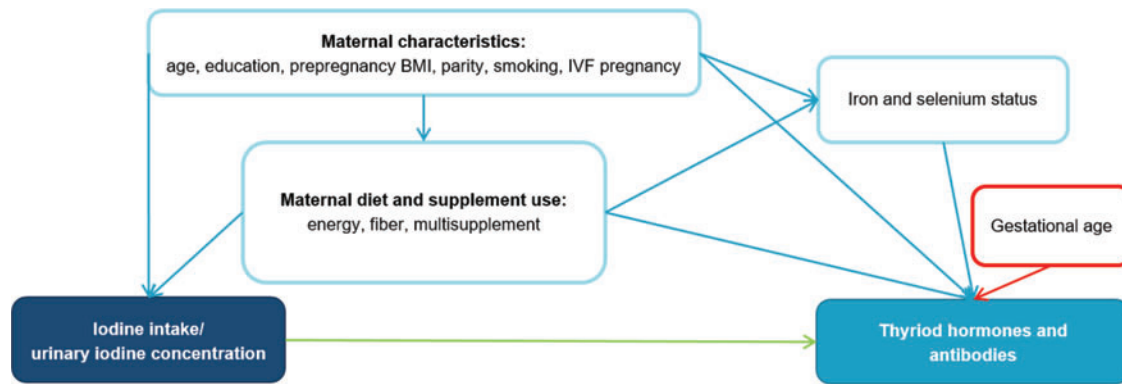 Maternal characteristics:
age, education, prepregnancy BMI, parity, smoking, IVF pregnancy
Iron and selenium status
Maternal diet and supplement use:
energy, fiber, multisupplement
Gestational age
Iodine intake/
urinary iodine concentration
Thyriod hormones and
antibodies